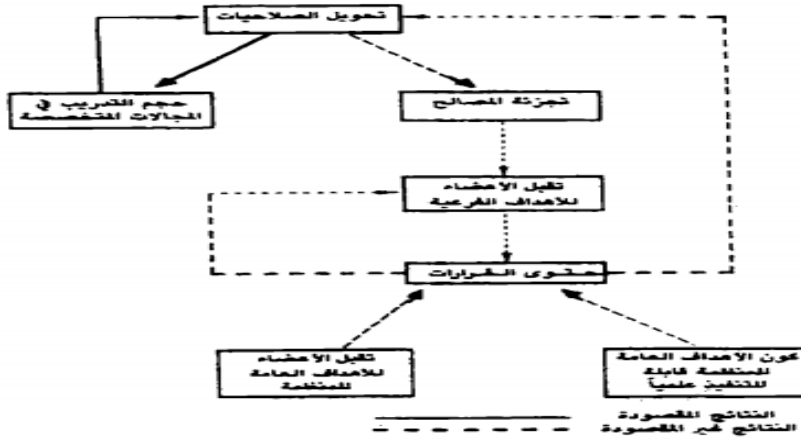 تحويل الصلاحيات
حجم التدريب في
المجالات المتخصصة
تجزئة المصالح
تقبل الأعضاء
للأهداف الفرعية
محتوى القرارات
تقبل الأعضاء
للأهداف العامة
للمنظمة
كون الأهداف العامة
للمنظمة قابلة
للتنفيذ علمياً
النتائج المقصودة
النتائج غير المقصودة